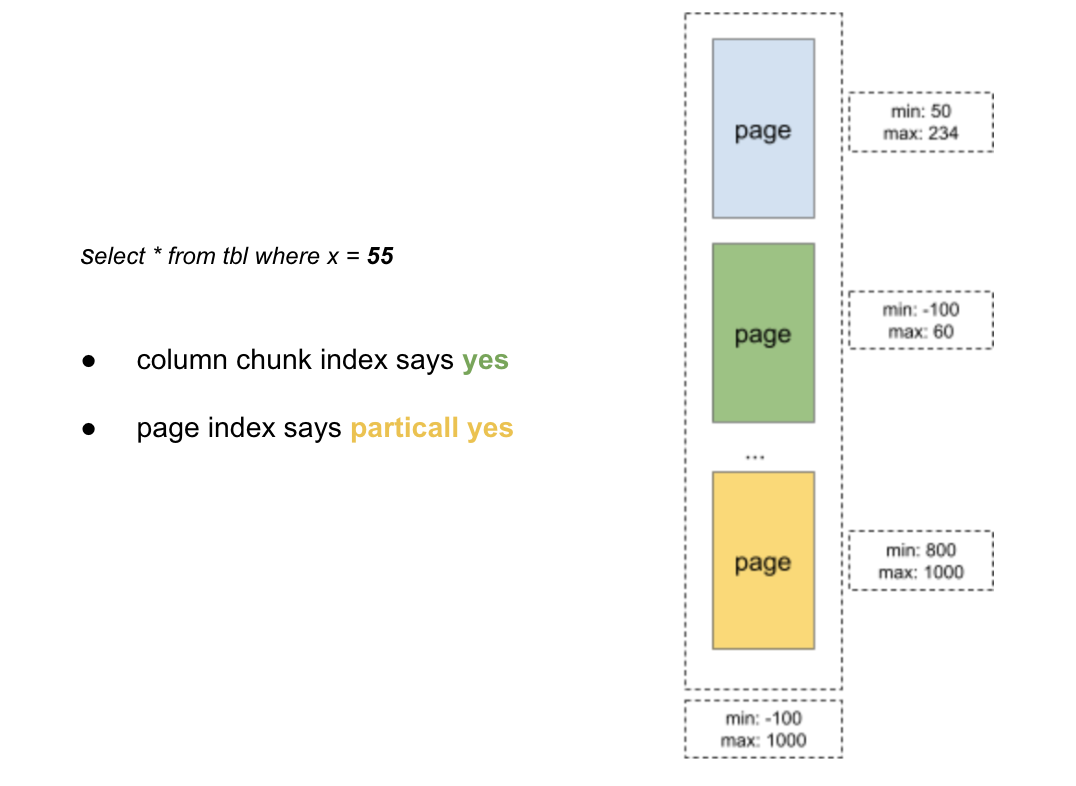 select * from tbl where x = 55
● column chunk index says yes
● page index says particall yes
page
min: 50
max: 234
page
min: -100
max: 60
...
page
min: 800
max: 1000
min: -100
max: 1000